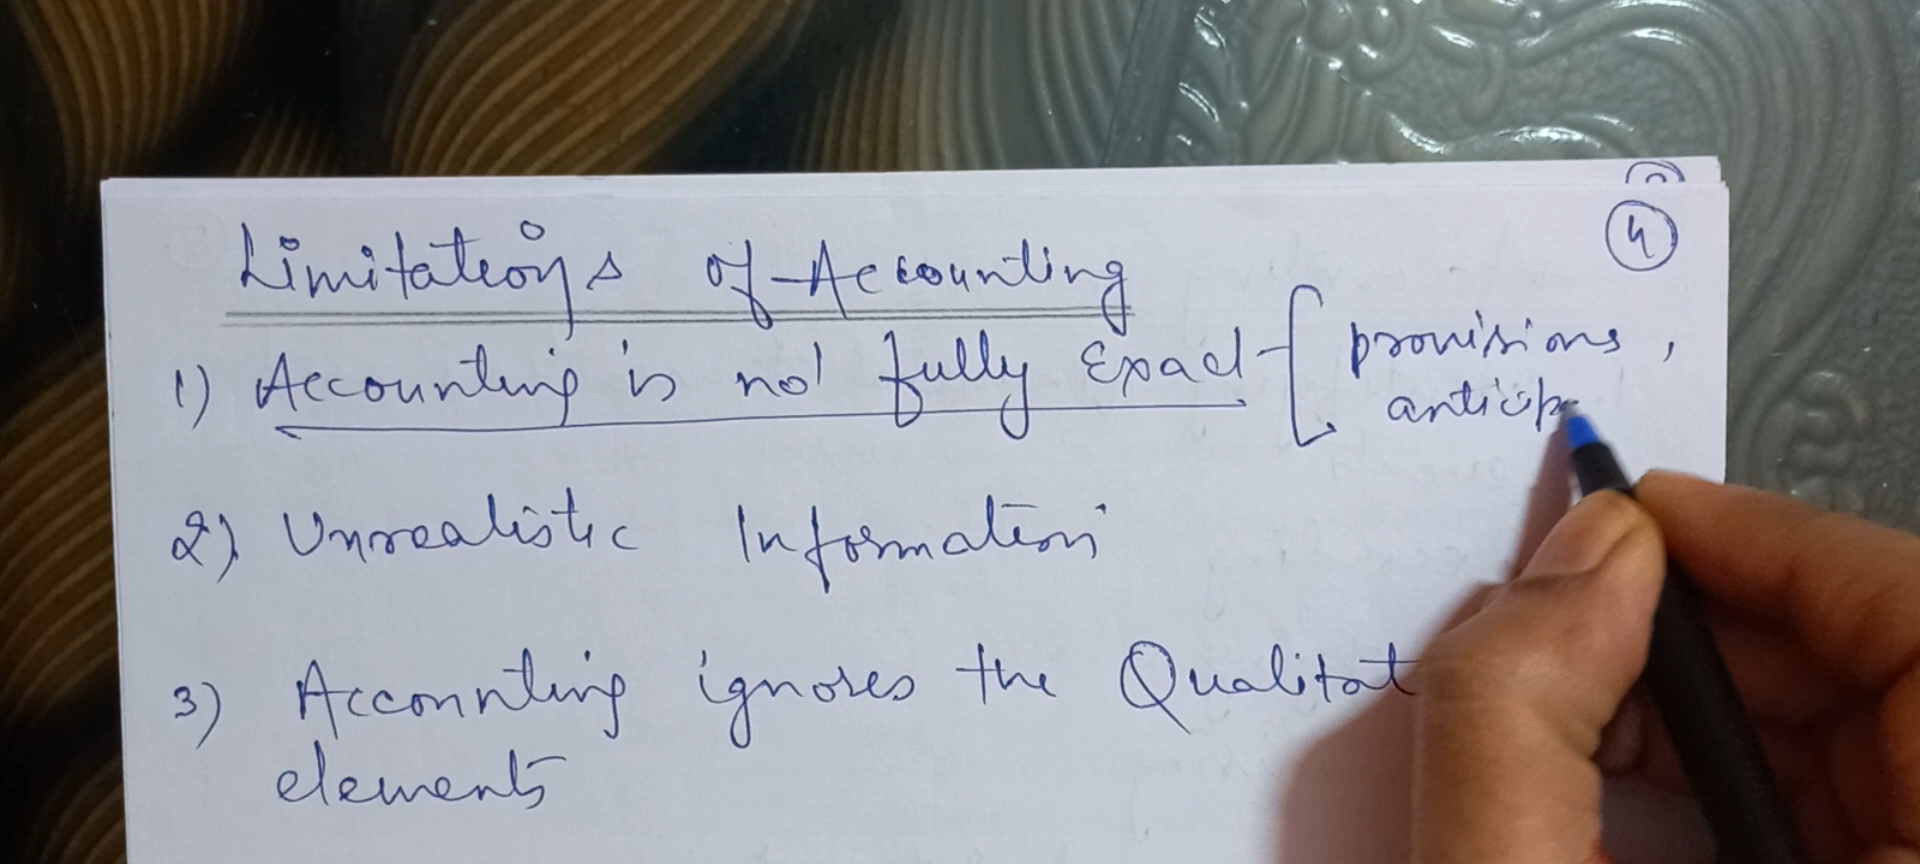 4
Limitations of Accounting
1) Accounting is not fully Exact
provisions,
anticip
2) Unrealistic Information
3) Accounting ignores the Qualitat
elements